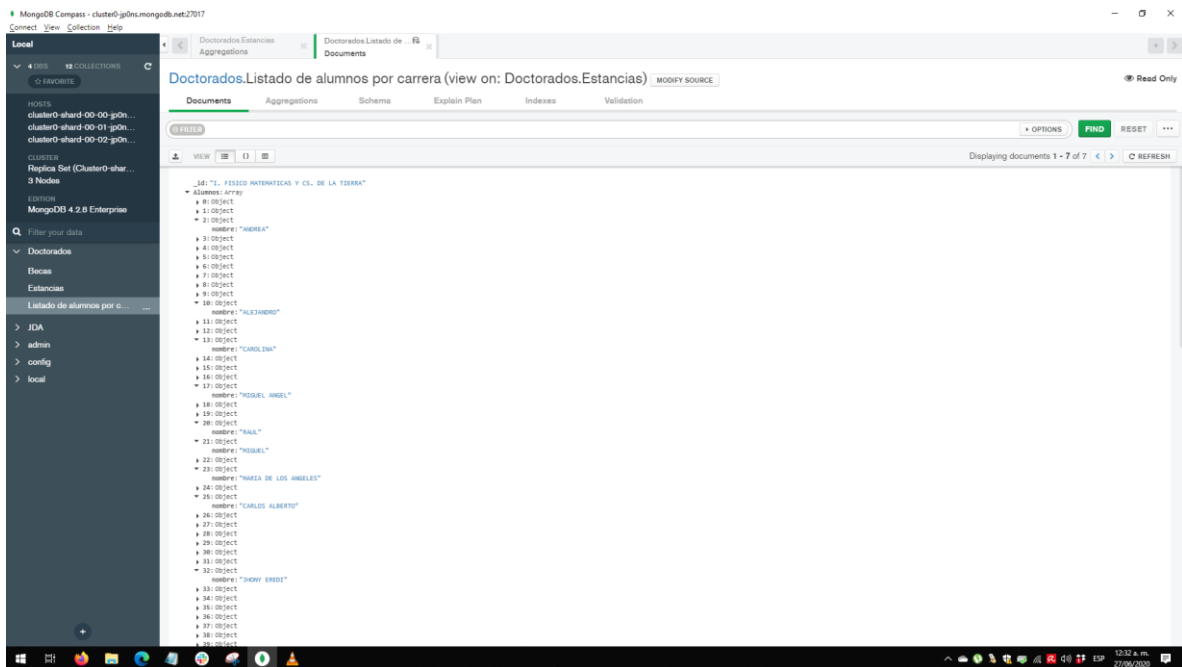 MongoDB Compass - cluster0-jp0ns.mongodb.net:27017
Connect View Collection Help
Local
4 DBS 12 COLLECTIONS
FAVORITE
HOSTS
cluster0-shard-00-00-jp0n...
cluster0-shard-00-01-jp0n...
cluster0-shard-00-02-jp0n...
CLUSTER
Replica Set (Cluster0-shar...
3 Nodes
EDITION
MongoDB 4.2.8 Enterprise
Filter your data
Doctorados
Becas
Estancias
Listado de alumnos por c... ...
JDA
admin
config
local
Doctorados.Estancias
Aggregations
Doctorados.Listado de ...
Documents
Doctorados.Listado de alumnos por carrera (view on: Doctorados.Estancias) MODIFY SOURCE
Read Only
Documents Aggregations Schema Explain Plan Indexes Validation
FILTER OPTIONS FIND RESET ...
VIEW {} Displaying documents 1 - 7 of 7 < > REFRESH
_id:"I. FISICO MATEMATICAS Y CS. DE LA TIERRA"
Alumnos:Array
0:Object
1:Object
2:Object
nombre:"ANDREA"
3:Object
4:Object
5:Object
6:Object
7:Object
8:Object
9:Object
10:Object
nombre:"ALEJANDRO"
11:Object
12:Object
13:Object
nombre:"CAROLINA"
14:Object
15:Object
16:Object
17:Object
nombre:"MIGUEL ANGEL"
18:Object
19:Object
20:Object
nombre:"RAUL"
21:Object
nombre:"MIGUEL"
22:Object
23:Object
nombre:"MARIA DE LOS ANGELES"
24:Object
25:Object
nombre:"CARLOS ALBERTO"
26:Object
27:Object
28:Object
29:Object
30:Object
31:Object
32:Object
nombre:"JHONY EREDI"
33:Object
34:Object
35:Object
36:Object
37:Object
38:Object
39:Object
ESP
12:32 a. m.
27/06/2020